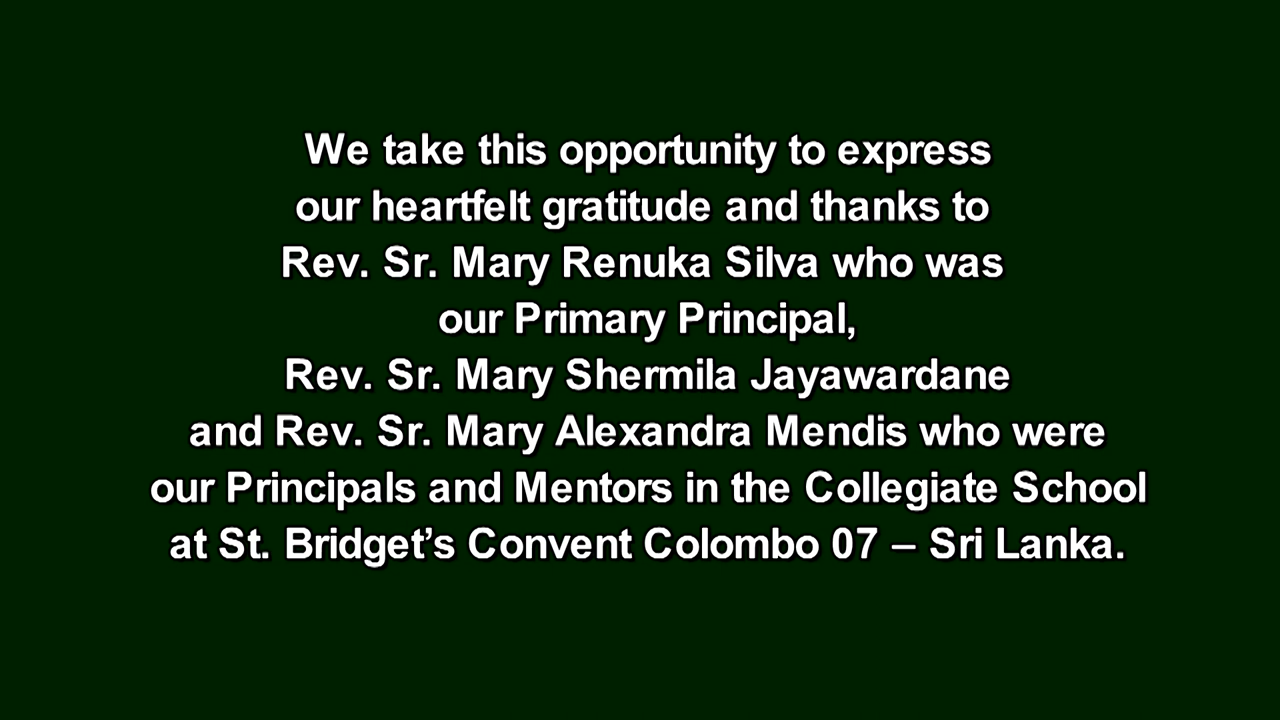 We take this opportunity to express
our heartfelt gratitude and thanks to
Rev. Sr. Mary Renuka Silva who was
our Primary Principal,
Rev. Sr. Mary Shermila Jayawardane
and Rev. Sr. Mary Alexandra Mendis who were
our Principals and Mentors in the Collegiate School
at St. Bridget’s Convent Colombo 07 – Sri Lanka.